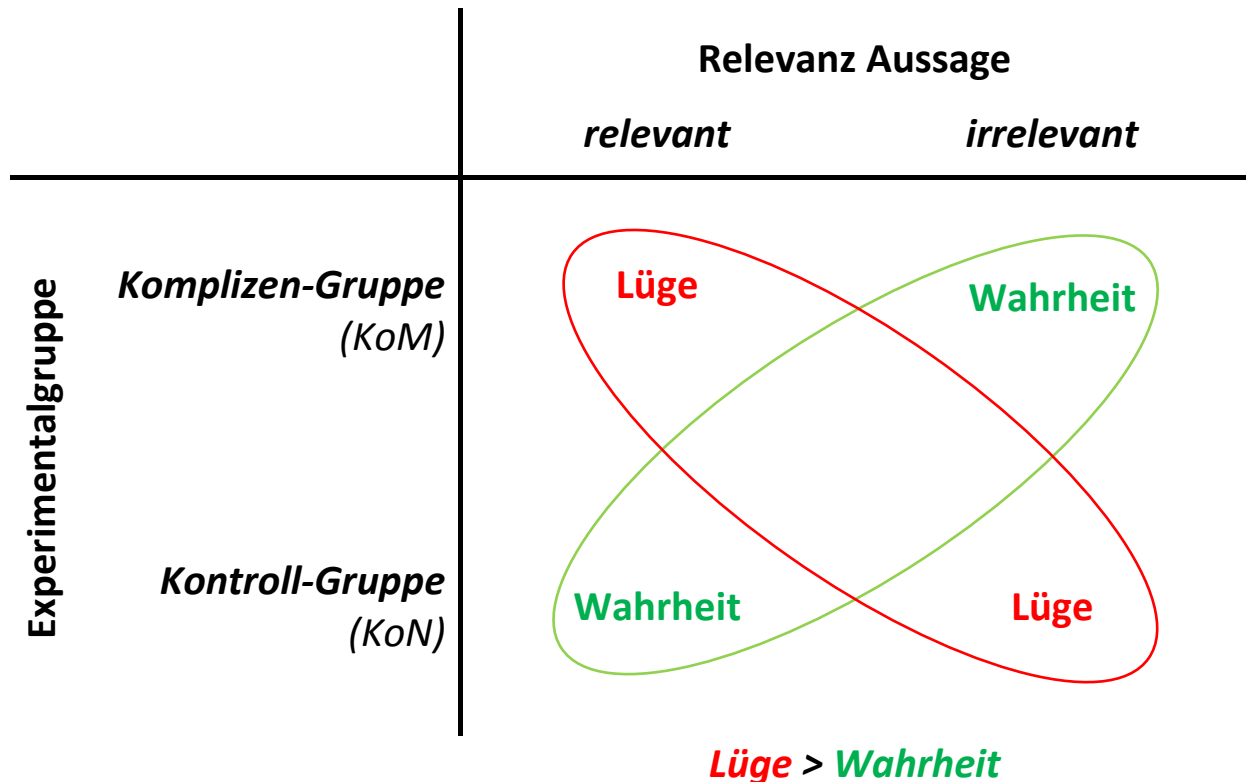 Relevanz Aussage
relevant irrelevant
Experimentalgruppe
Komplizen-Gruppe
(KoM)
Lüge Wahrheit
Kontroll-Gruppe
(KoN)
Wahrheit Lüge
Lüge > Wahrheit